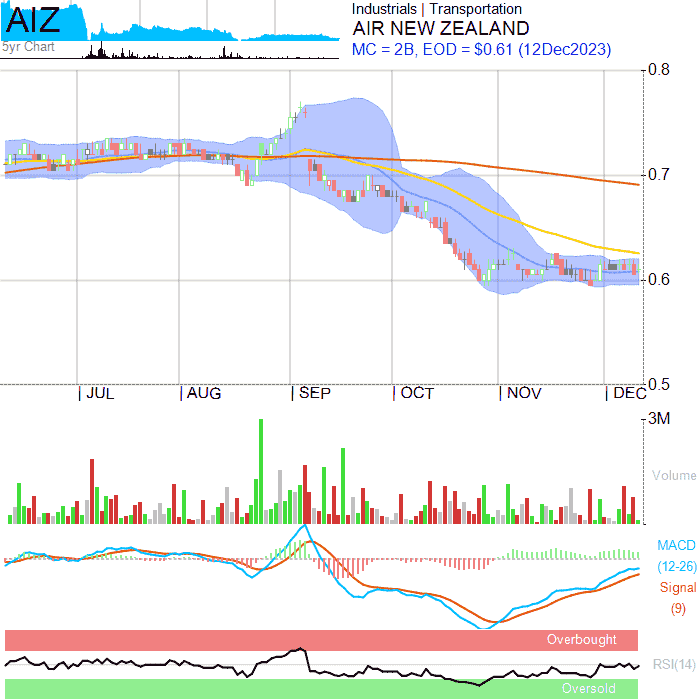 AIZ
5yr Chart
Industrials | Transportation
AIR NEW ZEALAND
MC = 2B, EOD = $0.61 (12Dec2023)
0.8
0.7
0.6
0.5
JUL AUG SEP OCT NOV DEC
3M
Volume
MACD
(12-26)
Signal
(9)
Overbought
RSI(14)
Oversold